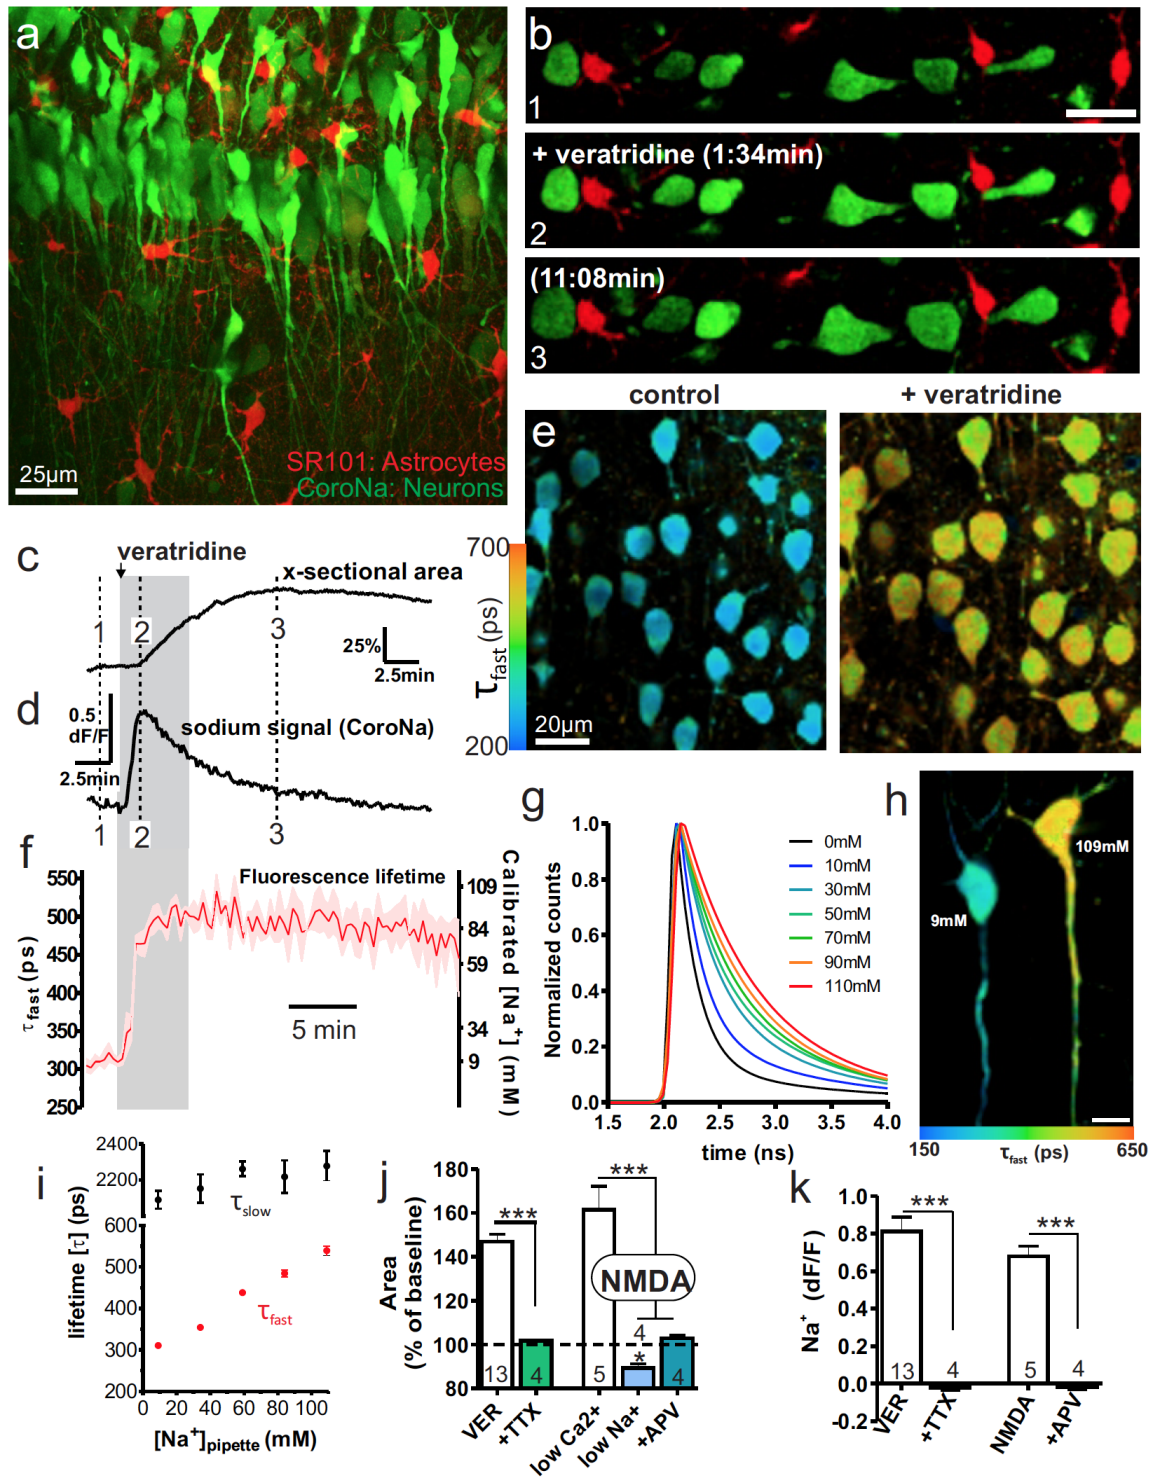 a
SR101: Astrocytes
CoroNa: Neurons
25µm
b
1
+ veratridine (1:34min)
2
(11:08min)
3
c
veratridine
x-sectional area
1
2
3
25%
2.5min
d
0.5
dF/F
2.5min
sodium signal (CoroNa)
1
2
3
control
+ veratridine
e
700
τfast (ps)
200
20µm
f
Fluorescence lifetime
550
500
450
400
350
300
250
τfast (ps)
109
84
59
34
9
Calibrated [Na+] (mM)
5 min
g
Normalized counts
1.0
0.8
0.6
0.4
0.2
0.0
1.5 2.0 2.5 3.0 3.5 4.0
time (ns)
0mM
10mM
30mM
50mM
70mM
90mM
110mM
h
109mM
9mM
150 τfast (ps) 650
i
lifetime [τ] (ps)
2400
2200
600
500
400
300
200
τslow
τfast
0 20 40 60 80 100
[Na+]pipette (mM)
j
Area
(% of baseline)
180
160
140
120
100
80
***
***
NMDA
4
*
13 4 5 4
VER +TTX low Ca2+ low Na+ +APV
k
Na+ (dF/F)
1.0
0.8
0.6
0.4
0.2
0.0
-0.2
***
***
13 4 5 4
VER +TTX NMDA +APV